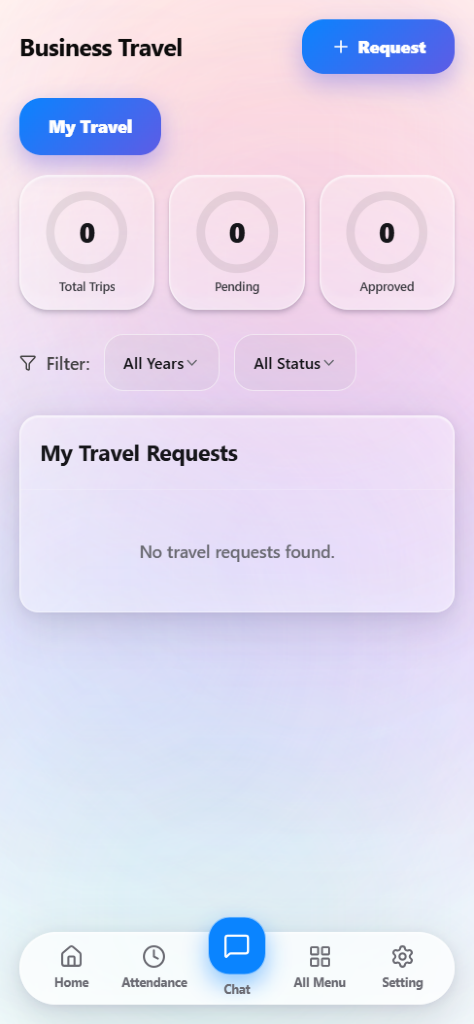 Business Travel
Request
My Travel
0
0
0
Total Trips
Pending
Approved
Filter:
All Years
All Status
My Travel Requests
No travel requests found.
Home
Attendance
Chat
All Menu
Setting